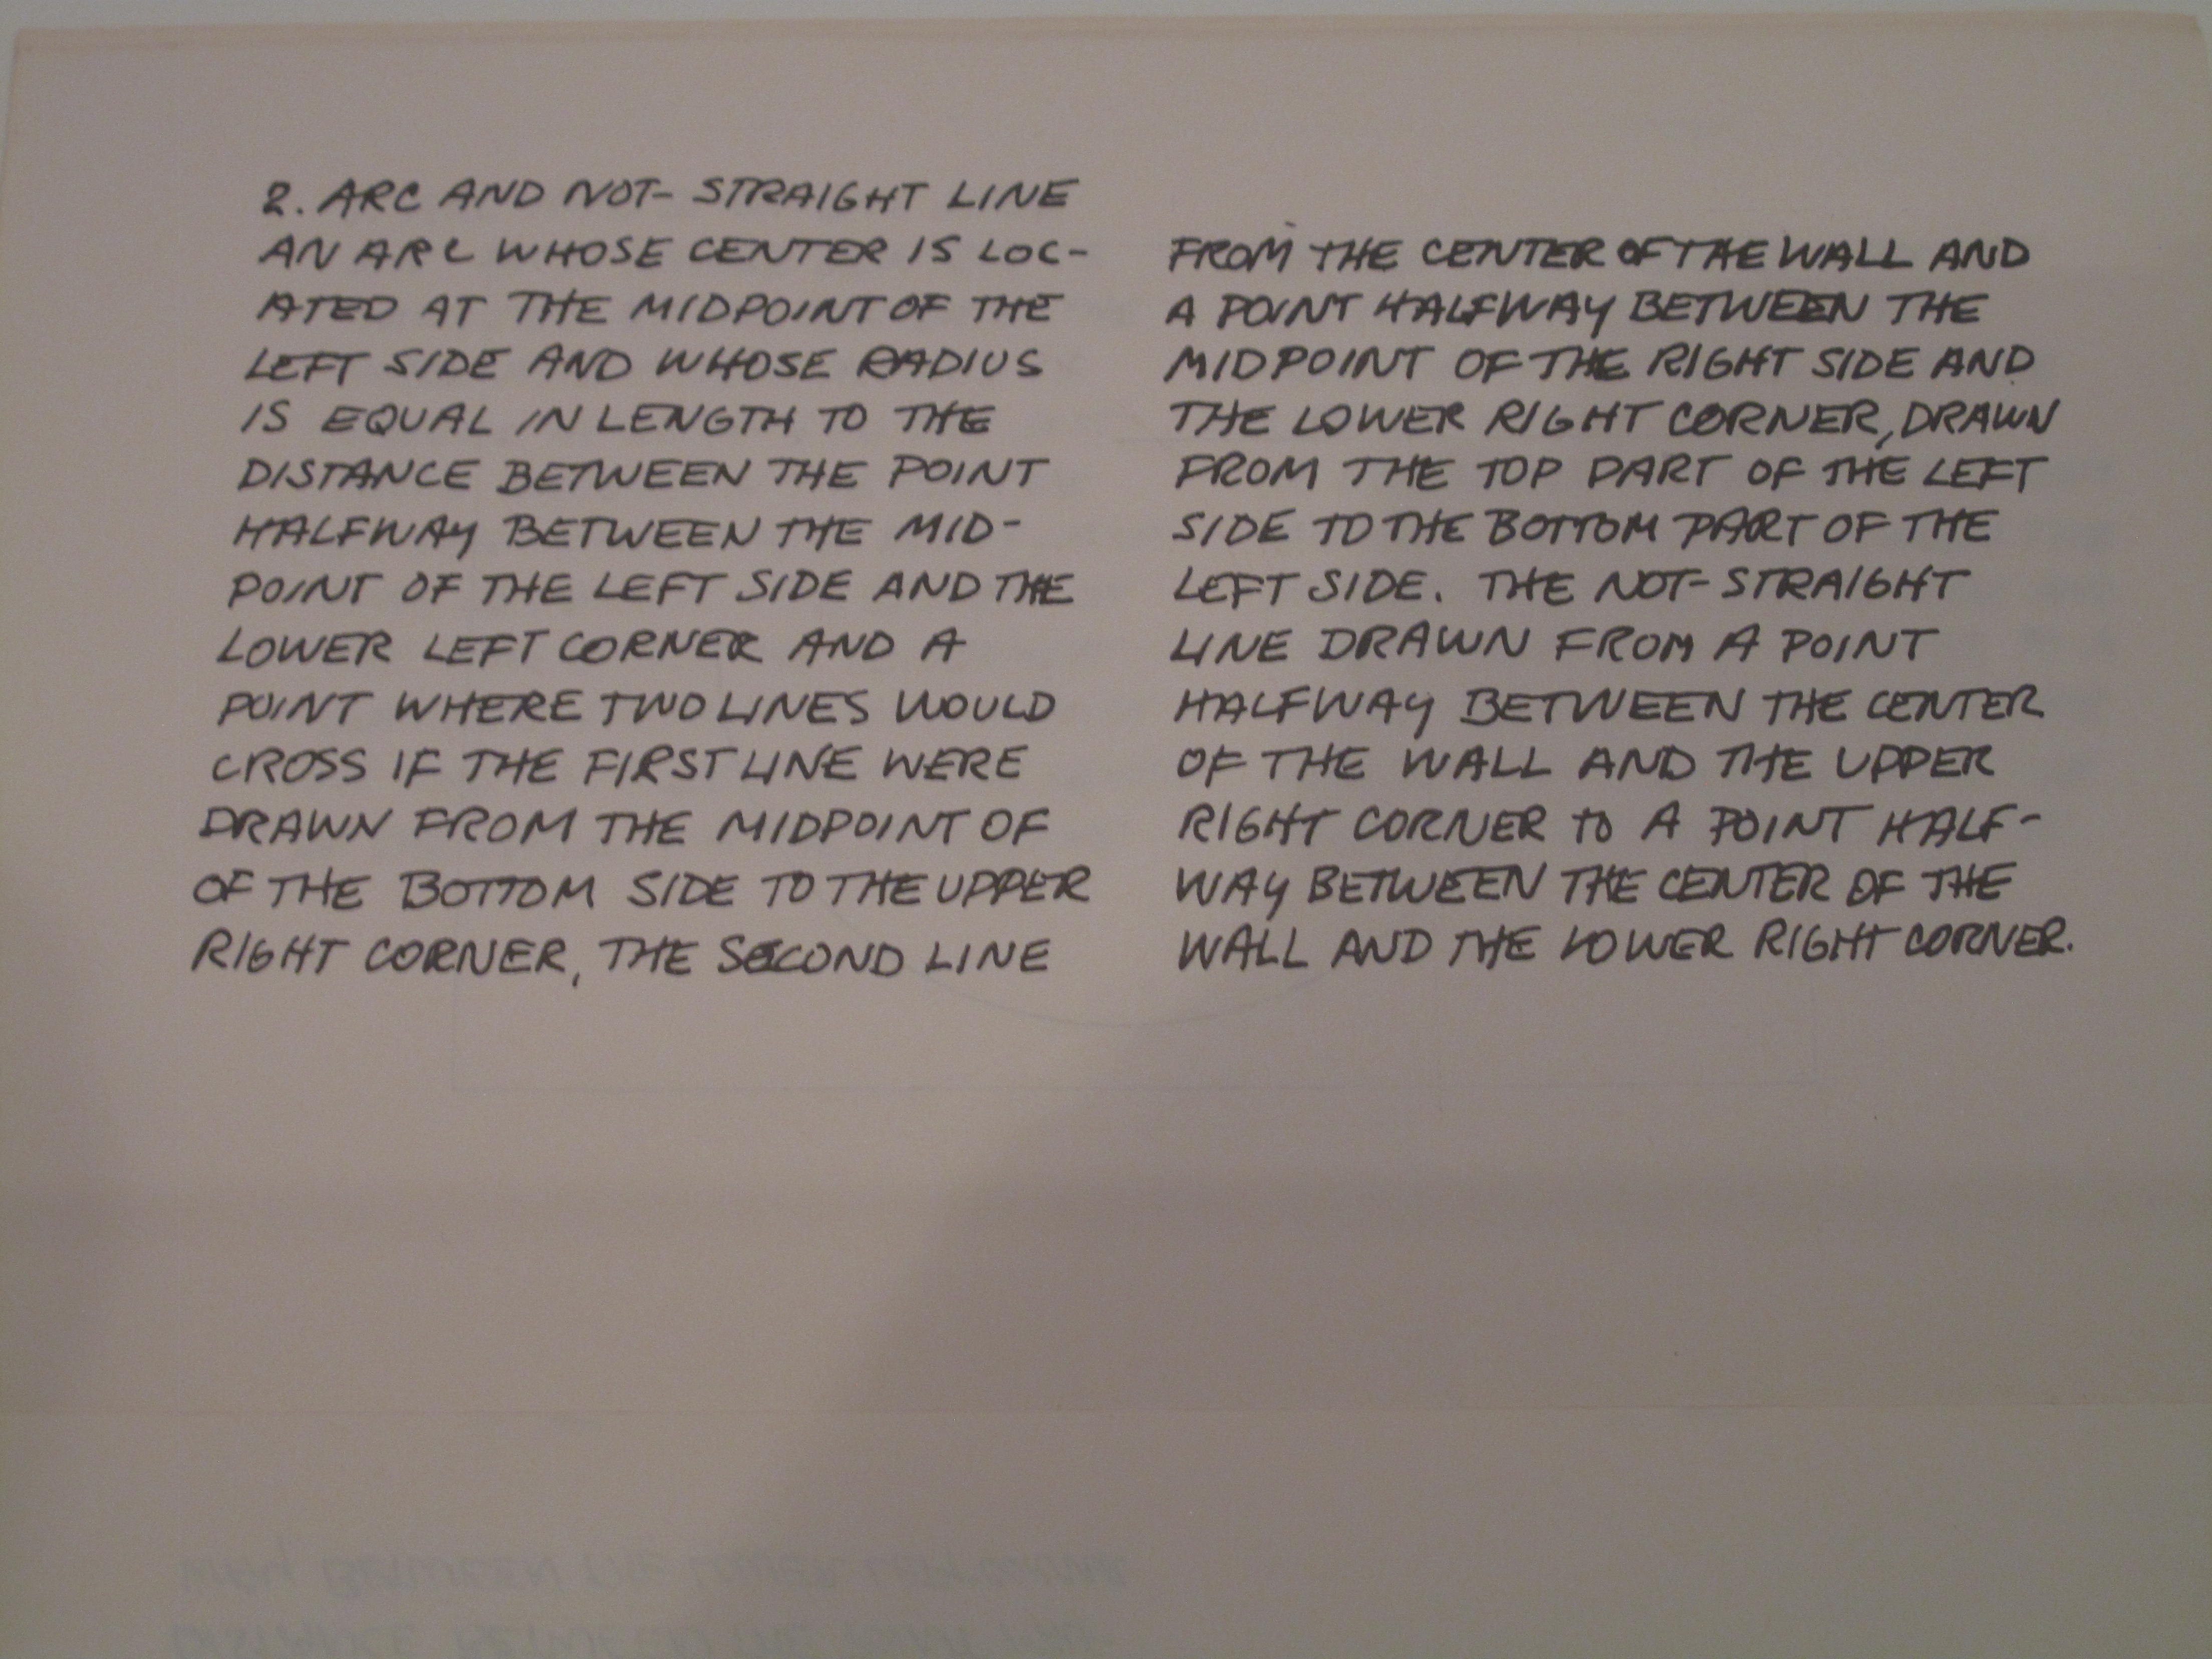 2. ARC AND NOT-STRAIGHT LINE
AN ARC WHOSE CENTER IS LOC-
ATED AT THE MIDPOINT OF THE
LEFT SIDE AND WHOSE RADIUS
IS EQUAL IN LENGTH TO THE
DISTANCE BETWEEN THE POINT
HALFWAY BETWEEN THE MID-
POINT OF THE LEFT SIDE AND THE
LOWER LEFT CORNER AND A
POINT WHERE TWO LINES WOULD
CROSS IF THE FIRST LINE WERE
DRAWN FROM THE MIDPOINT OF
OF THE BOTTOM SIDE TO THE UPPER
RIGHT CORNER, THE SECOND LINE
FROM THE CENTER OF THE WALL AND
A POINT HALFWAY BETWEEN THE
MIDPOINT OF THE RIGHT SIDE AND
THE LOWER RIGHT CORNER, DRAWN
FROM THE TOP PART OF THE LEFT
SIDE TO THE BOTTOM PART OF THE
LEFT SIDE. THE NOT-STRAIGHT
LINE DRAWN FROM A POINT
HALFWAY BETWEEN THE CENTER
OF THE WALL AND THE UPPER
RIGHT CORNER TO A POINT HALF-
WAY BETWEEN THE CENTER OF THE
WALL AND THE LOWER RIGHT CORNER.